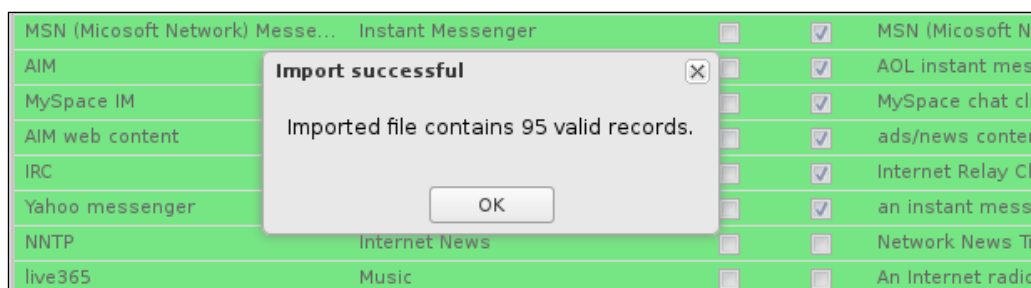 MSN (Micosoft Network) Messe... Instant Messenger MSN (Micosoft N
AIM AOL instant mes
Import successful
MySpace IM MySpace chat cl
Imported file contains 95 valid records.
AIM web content ads/news conte
IRC Internet Relay C
OK
Yahoo messenger an instant mess
NNTP Internet News Network News T
live365 Music An Internet radio